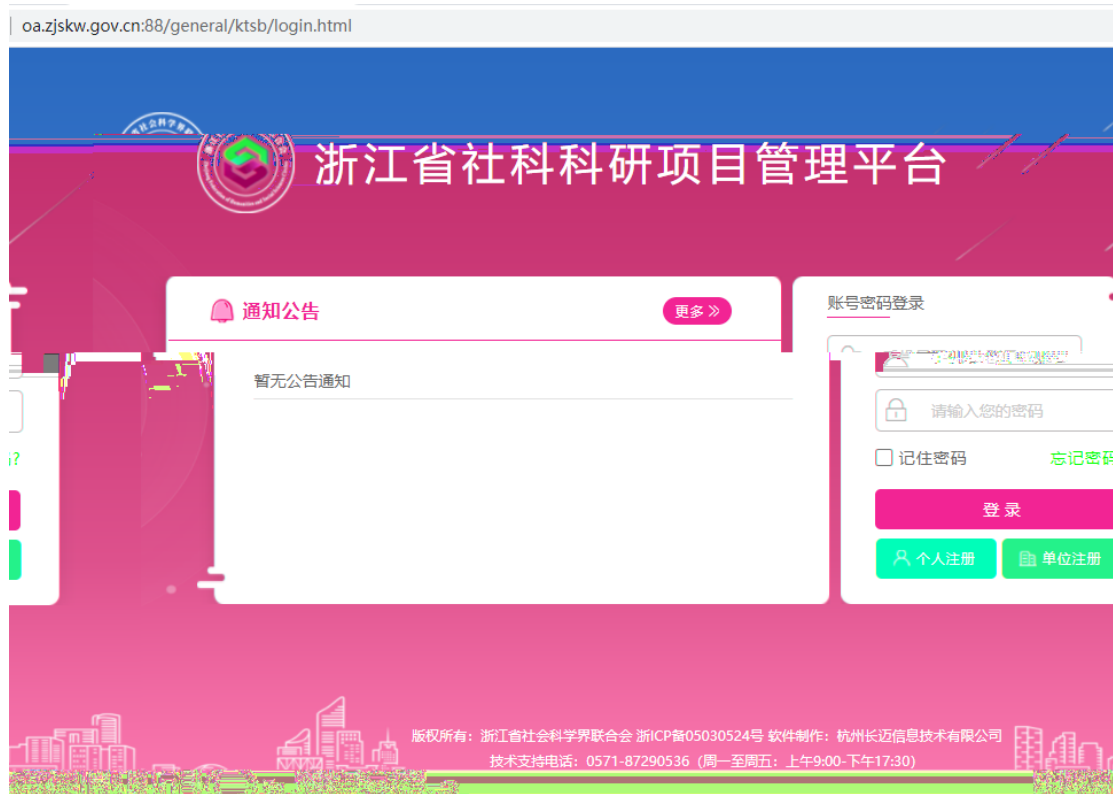 oa.zjskw.gov.cn:88/general/ktsb/login.html
浙江省社科科研项目管理平台
通知公告
更多
账号密码登录
暂无公告通知
请输入您的密码
记住密码
忘记密码
?
登录
个人注册
单位注册
版权所有：浙江省社会科学界联合会 浙ICP备05030524号 软件制作：杭州长迈信息技术有限公司
技术支持电话：0571-87290536（周一至周五：上午9:00-下午17:30）